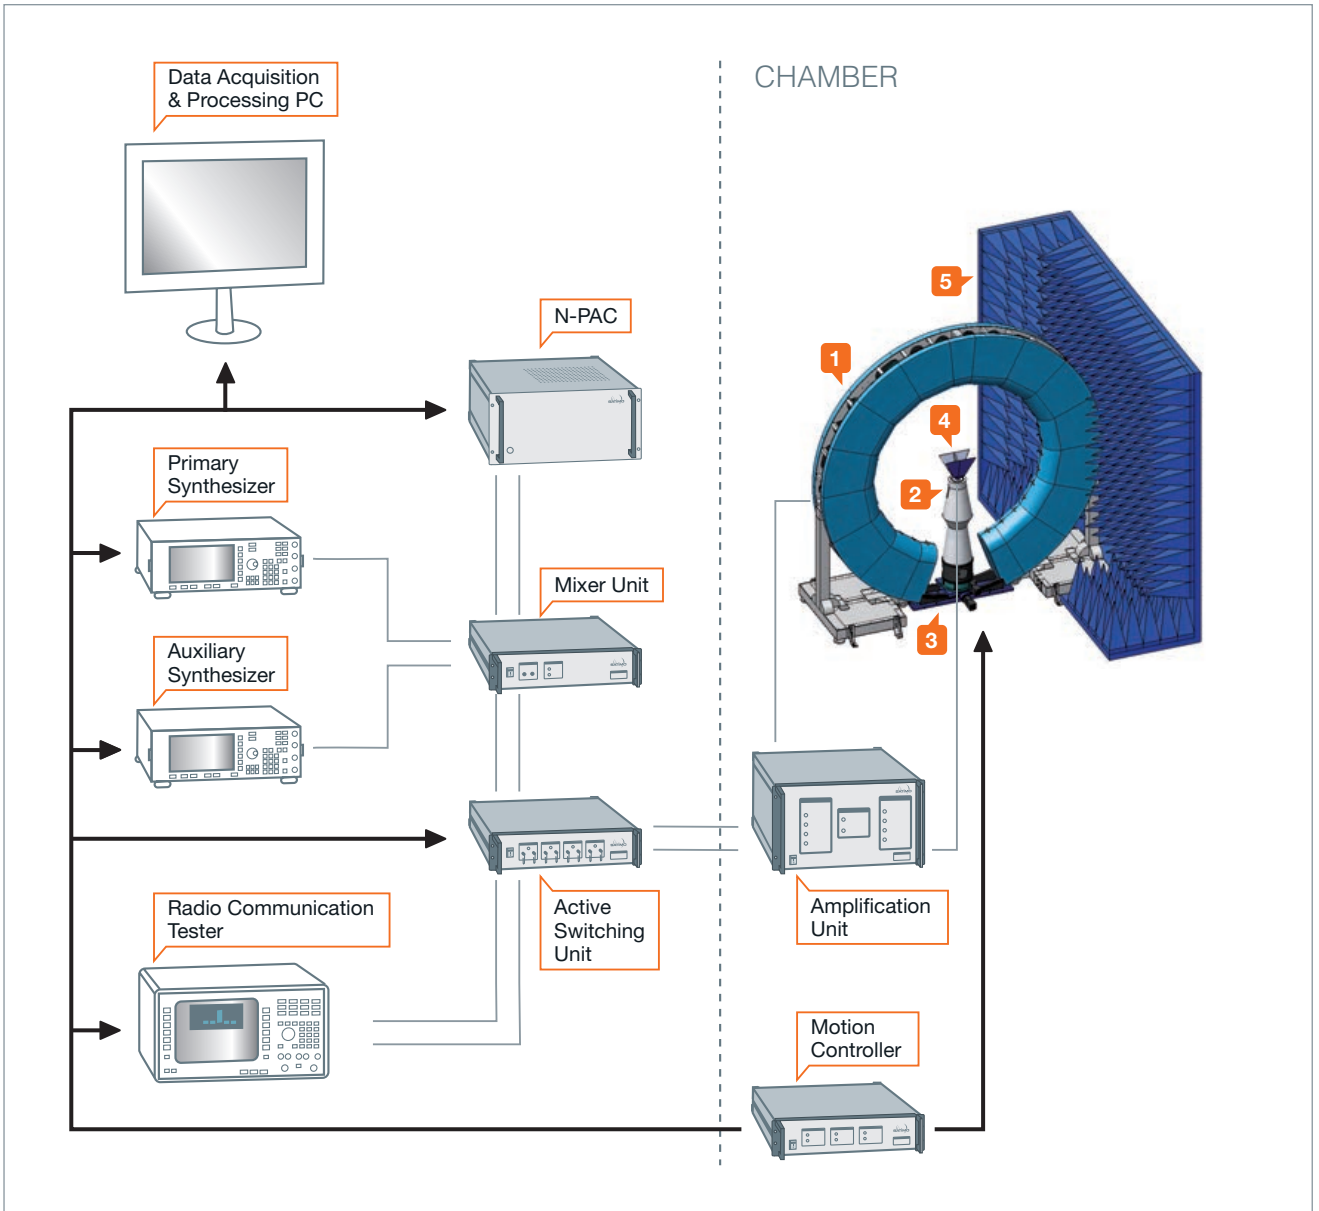 Data Acquisition
& Processing PC
CHAMBER
N-PAC
5
1
4
2
3
Primary
Synthesizer
Mixer Unit
Auxiliary
Synthesizer
Radio Communication
Tester
Active
Switching
Unit
Amplification
Unit
Motion
Controller